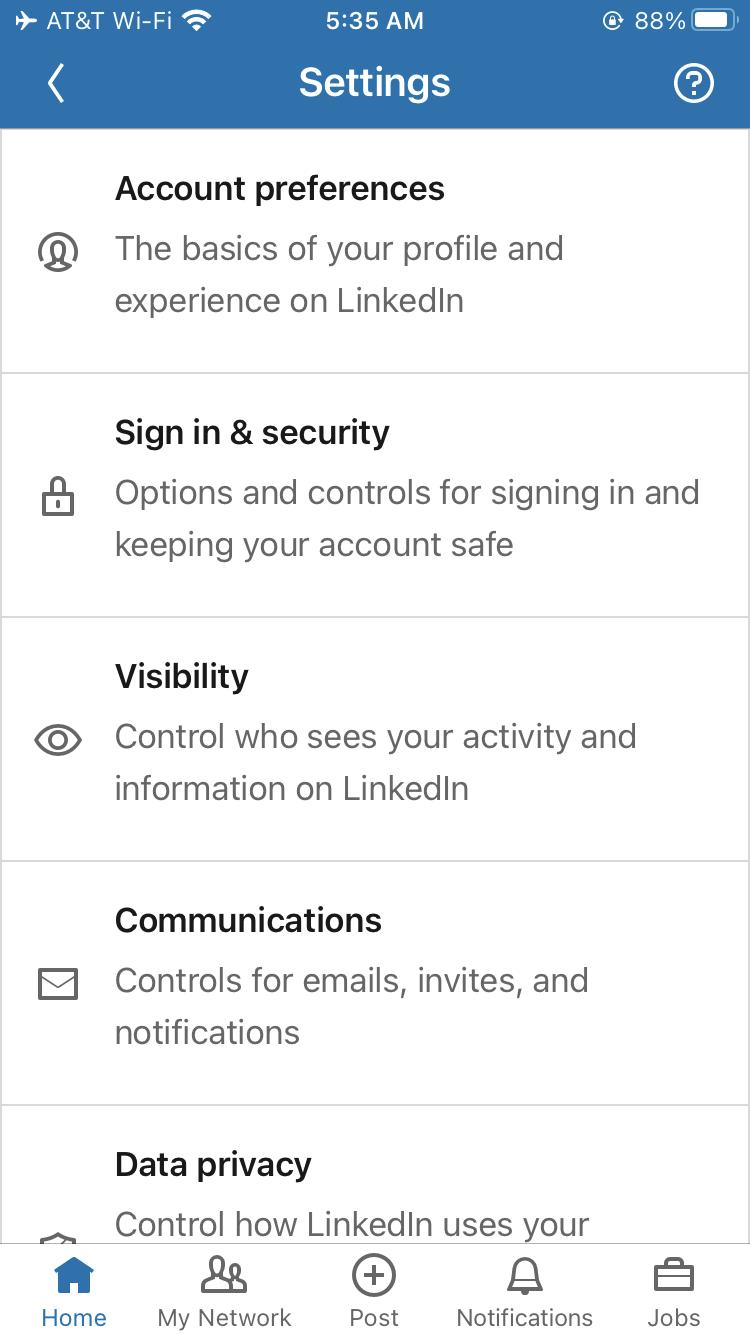 AT&T Wi-Fi 5:35 AM 88%
Settings
Account preferences
The basics of your profile and
experience on LinkedIn
Sign in & security
Options and controls for signing in and
keeping your account safe
Visibility
Control who sees your activity and
information on LinkedIn
Communications
Controls for emails, invites, and
notifications
Data privacy
Control how LinkedIn uses your
Home My Network Post Notifications Jobs